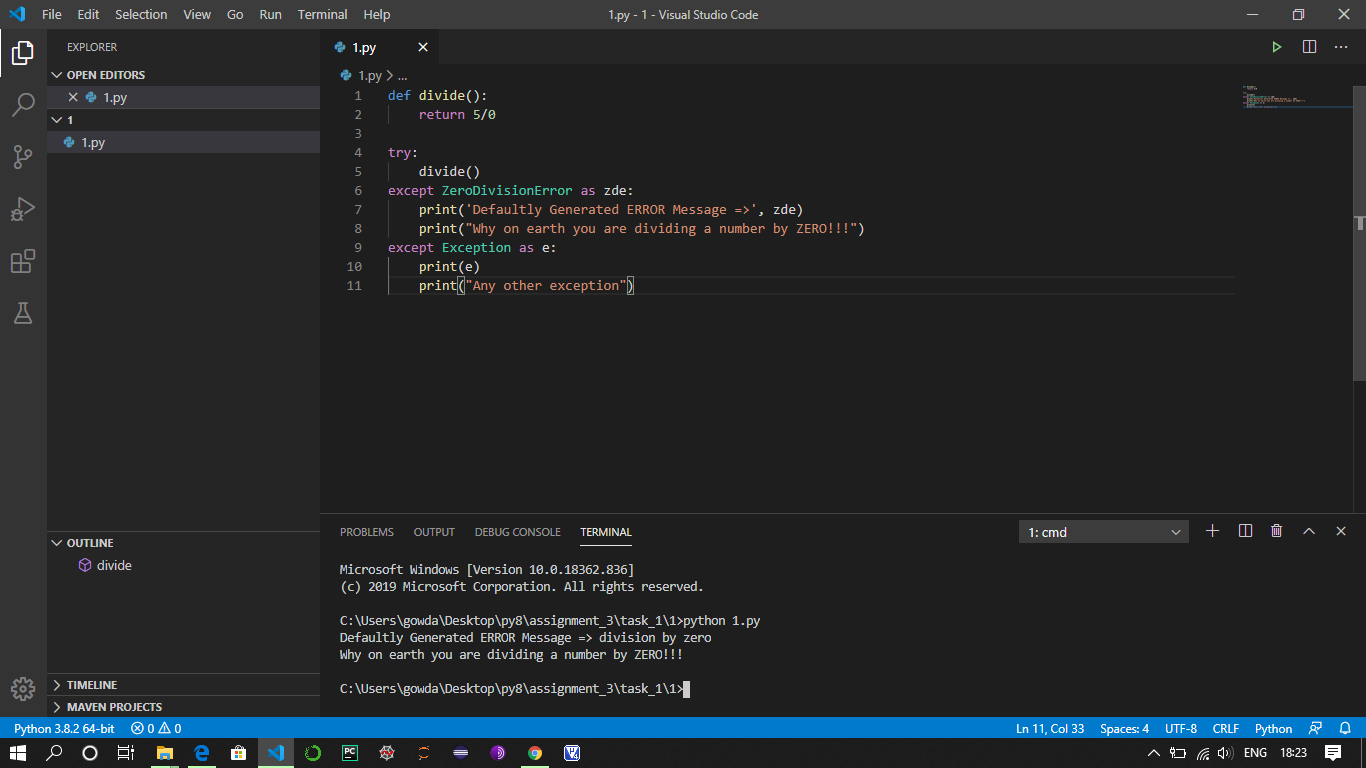 File Edit Selection View Go Run Terminal Help
1.py - 1 - Visual Studio Code
EXPLORER
OPEN EDITORS
1.py
1
1.py
OUTLINE
divide
TIMELINE
MAVEN PROJECTS
1.py
1.py > ...
1 def divide():
2     return 5/0
3
4 try:
5     divide()
6 except ZeroDivisionError as zde:
7     print('Defaultly Generated ERROR Message =>', zde)
8     print("Why on earth you are dividing a number by ZERO!!!")
9 except Exception as e:
10     print(e)
11     print("Any other exception")
PROBLEMS OUTPUT DEBUG CONSOLE TERMINAL
1: cmd
Microsoft Windows [Version 10.0.18362.836]
(c) 2019 Microsoft Corporation. All rights reserved.
C:\Users\gowda\Desktop\py8\assignment_3\task_1\1>python 1.py
Defaultly Generated ERROR Message => division by zero
Why on earth you are dividing a number by ZERO!!!
C:\Users\gowda\Desktop\py8\assignment_3\task_1\1>
Python 3.8.2 64-bit 0 0
Ln 11, Col 33 Spaces: 4 UTF-8 CRLF Python
PC
ENG 18:23